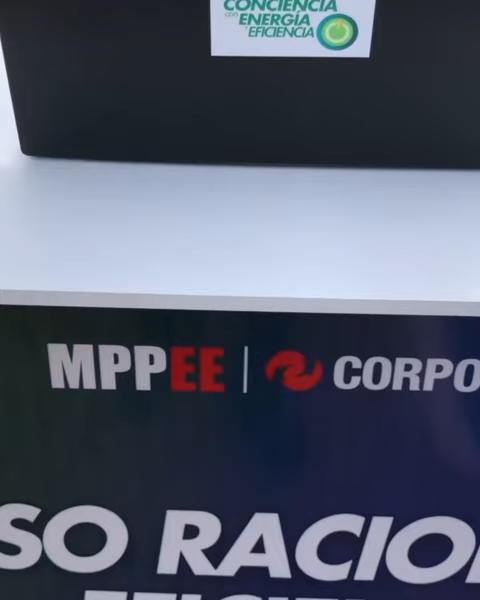 CONCIENCIA
con ENERGÍA
Y EFICIENCIA
MPPEE | CORPO
SO RACIO